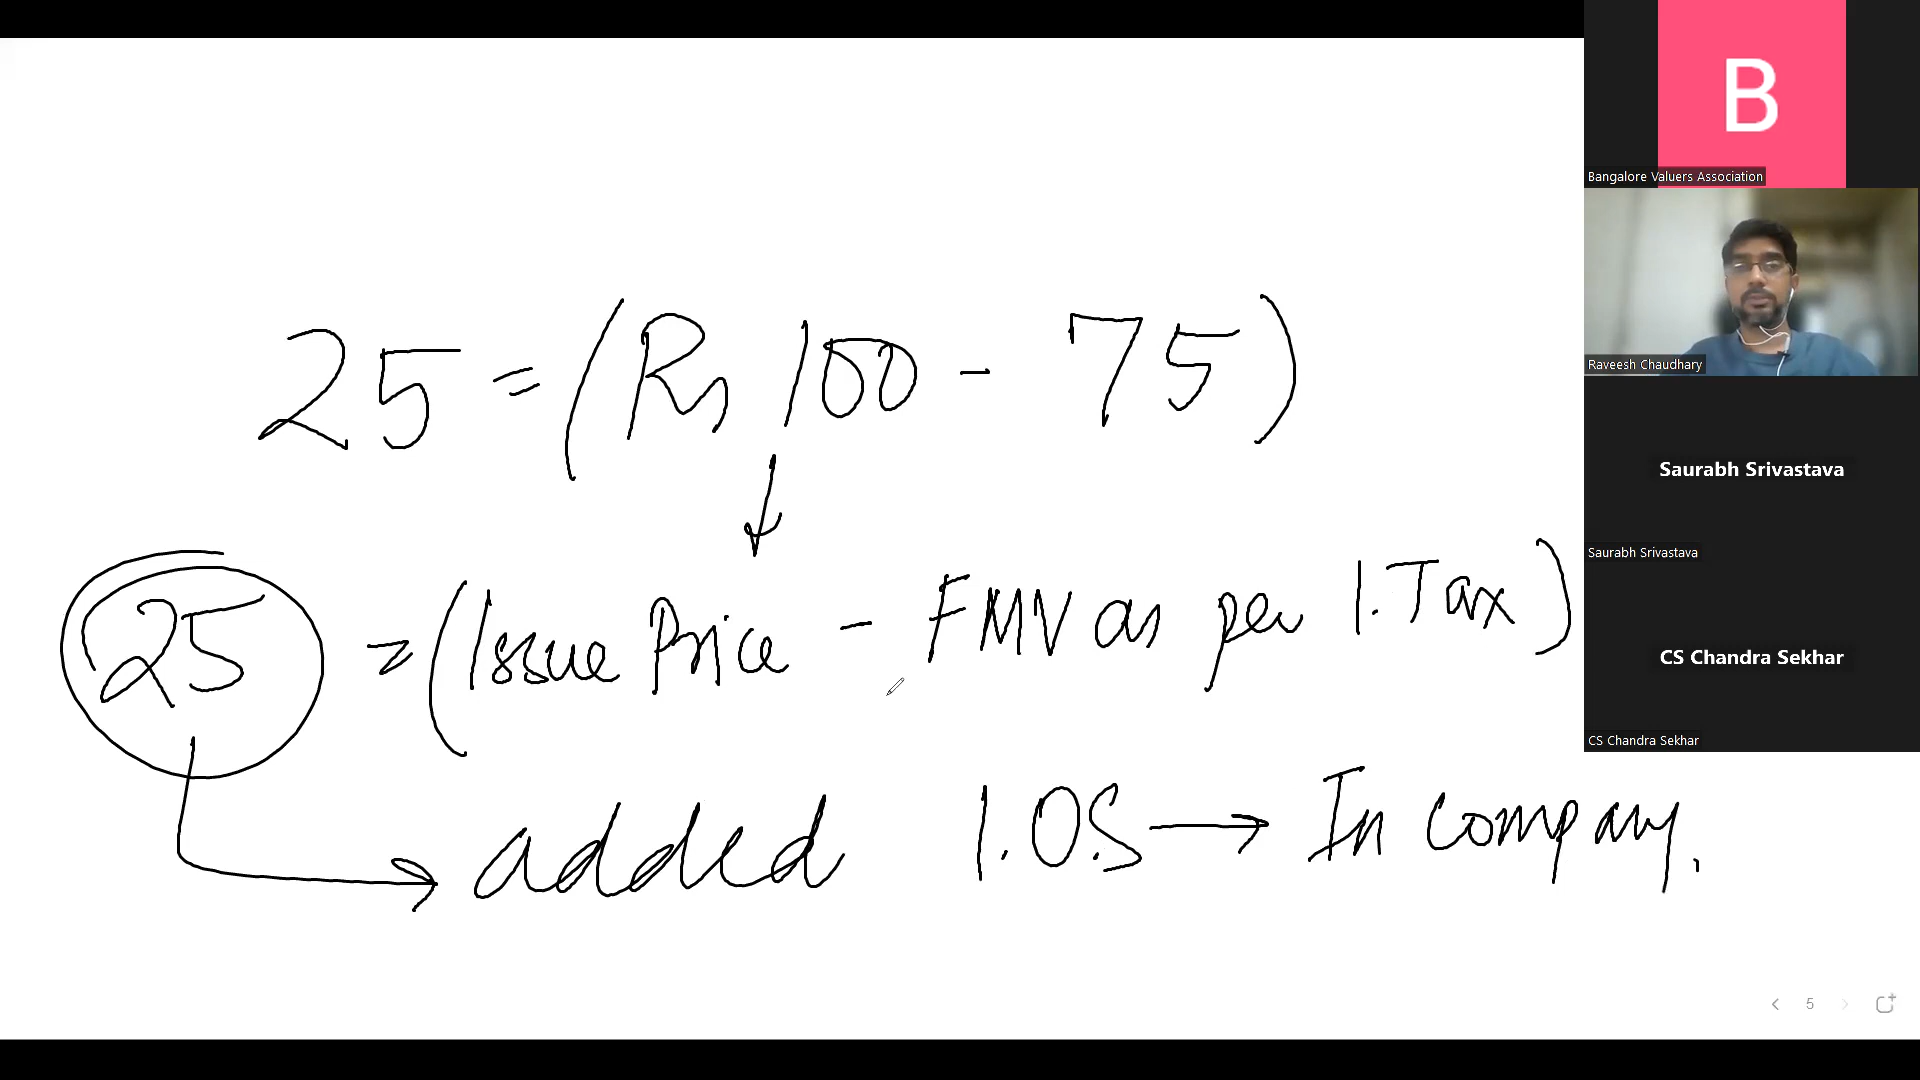 25 = (Rs 100 - 75)
25 = (Issue Price - FMV as per I. Tax)
added I.O.S → In company.
B
Bangalore Valuers Association
Raveesh Chaudhary
Saurabh Srivastava
Saurabh Srivastava
CS Chandra Sekhar
CS Chandra Sekhar
5